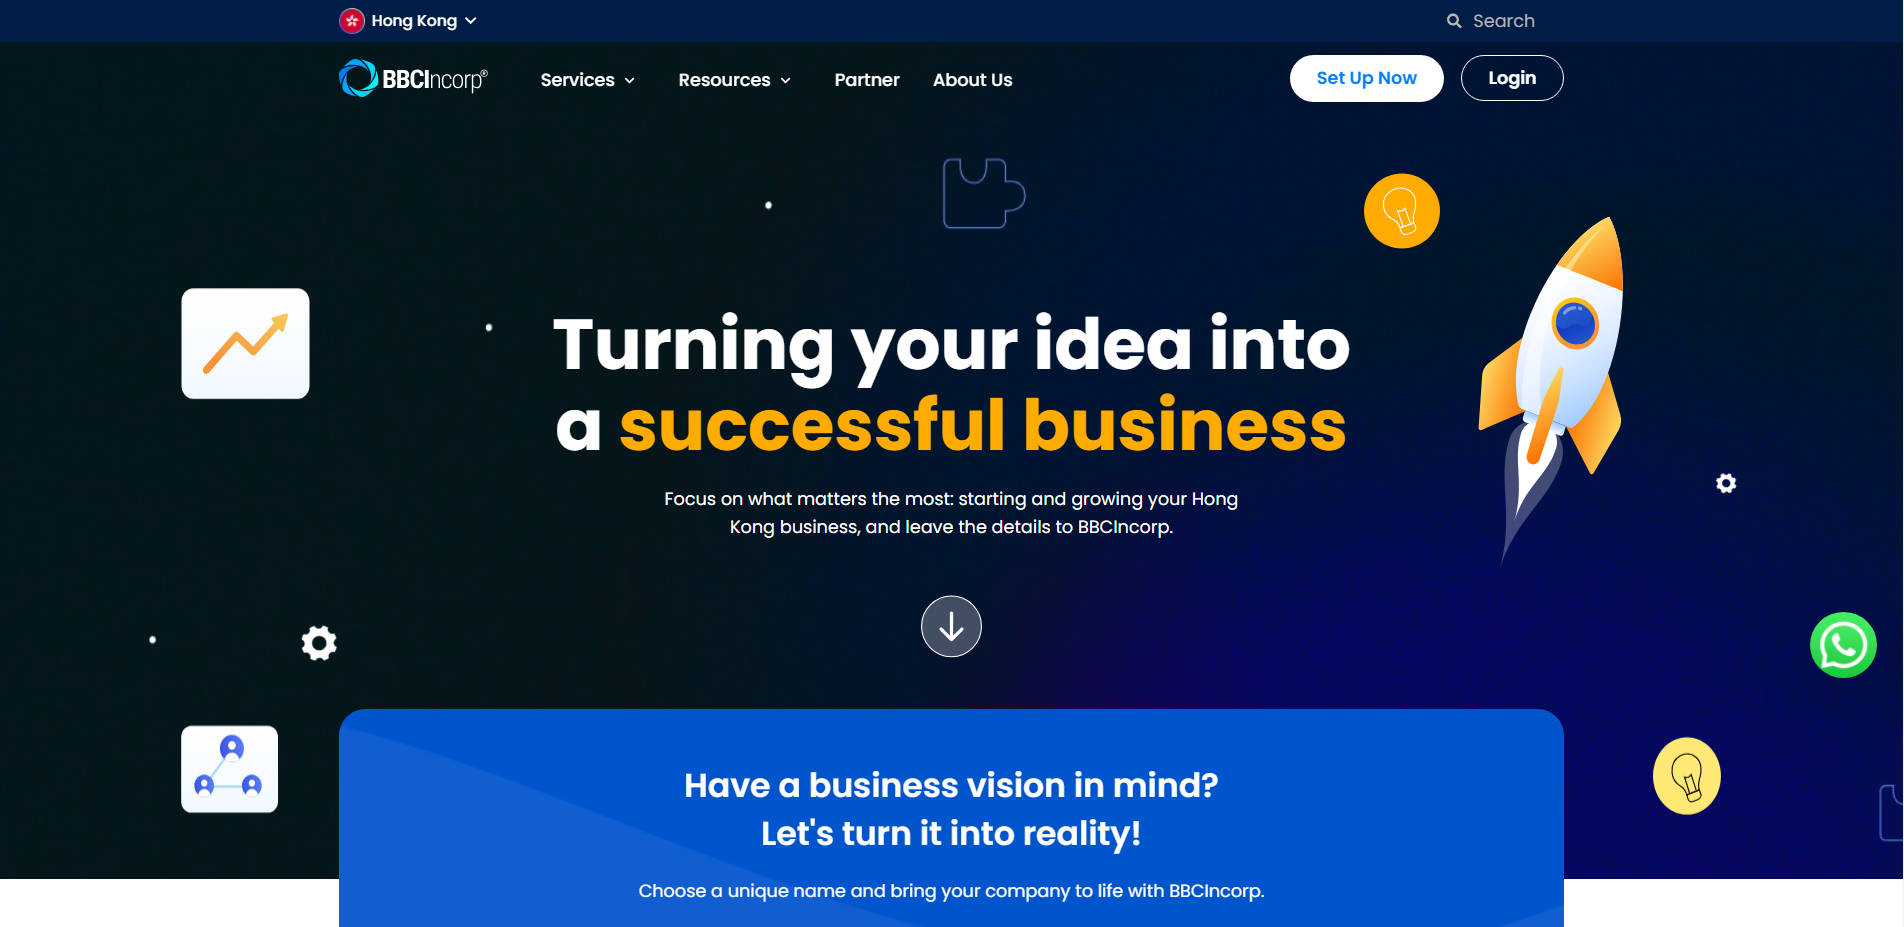 Hong Kong
Search
BBCIncorp®
Services
Resources
Partner
About Us
Set Up Now
Login
Turning your idea into
a successful business
Focus on what matters the most: starting and growing your Hong
Kong business, and leave the details to BBCIncorp.
Have a business vision in mind?
Let's turn it into reality!
Choose a unique name and bring your company to life with BBCIncorp.